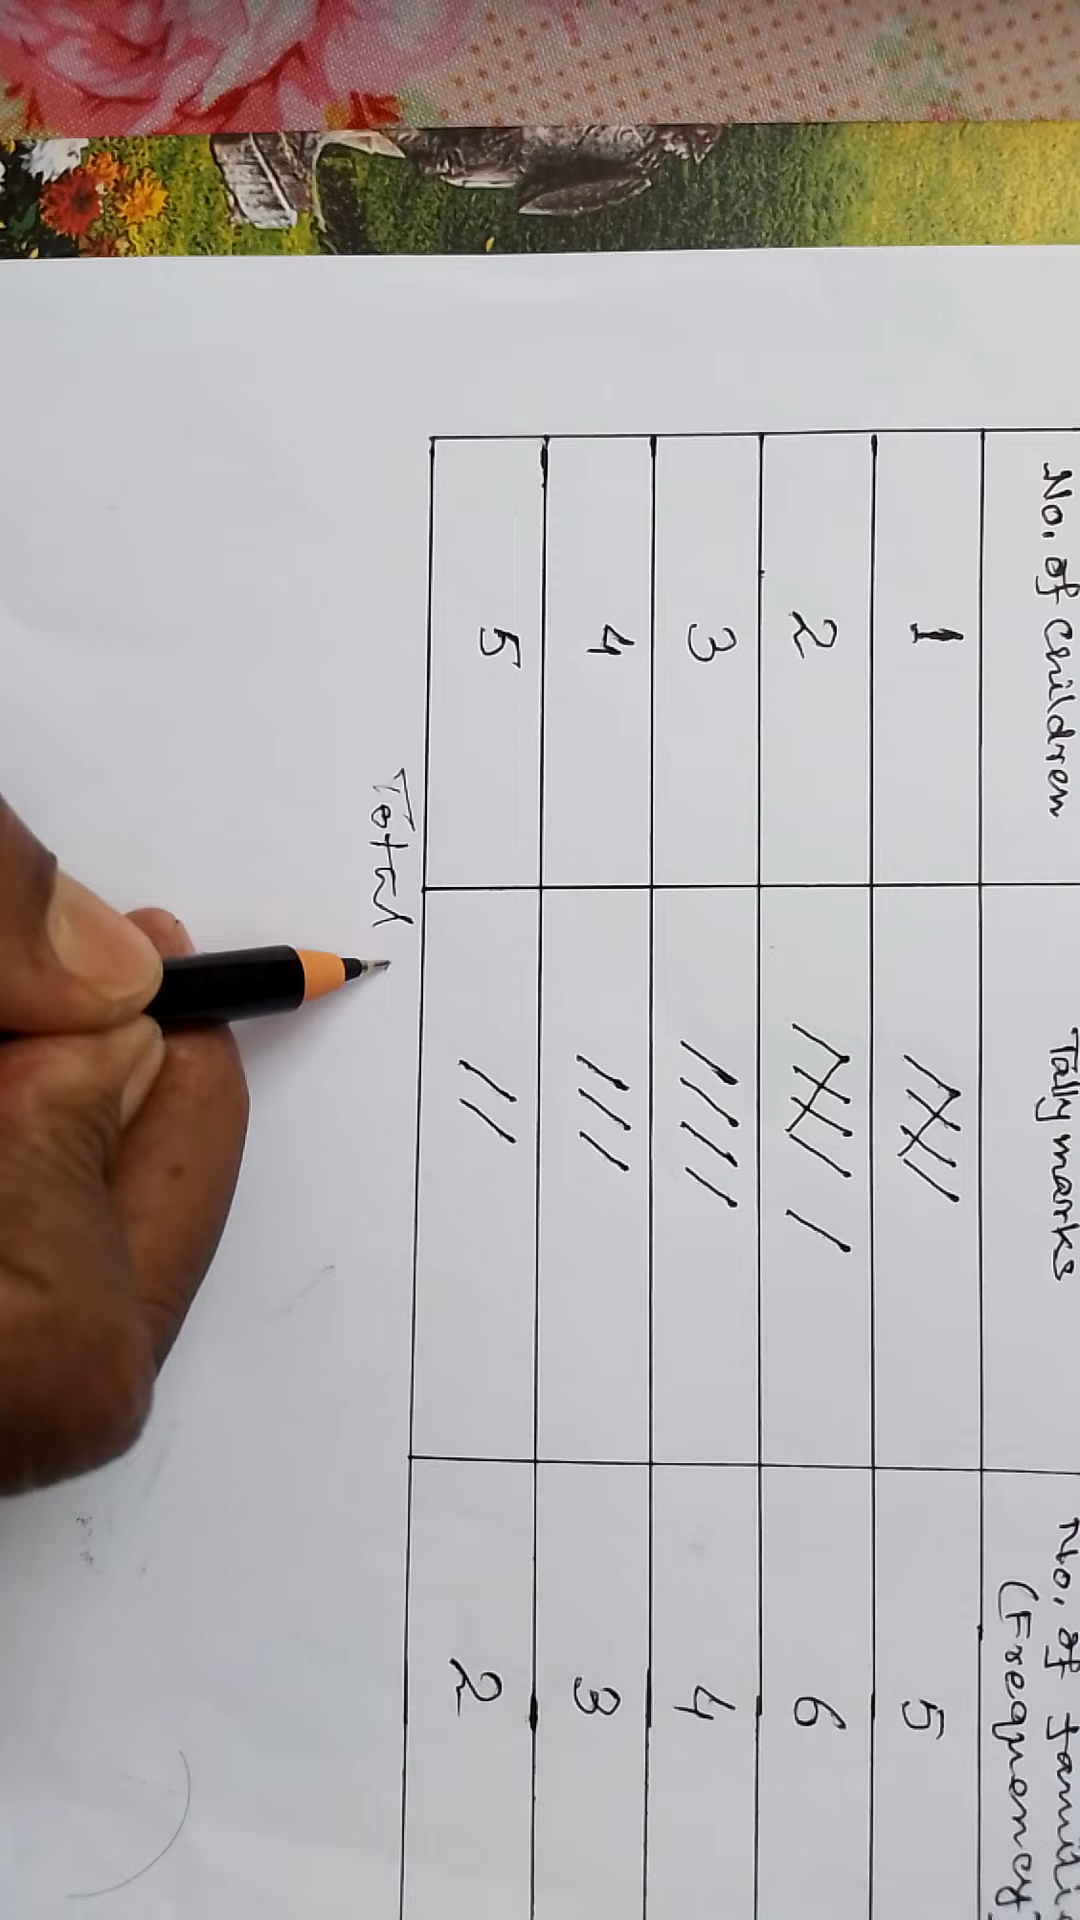 No. of children Tally marks No. of famili
(Frequency)
1 5
2 6
3 //// 4
4 /// 3
5 // 2
Total